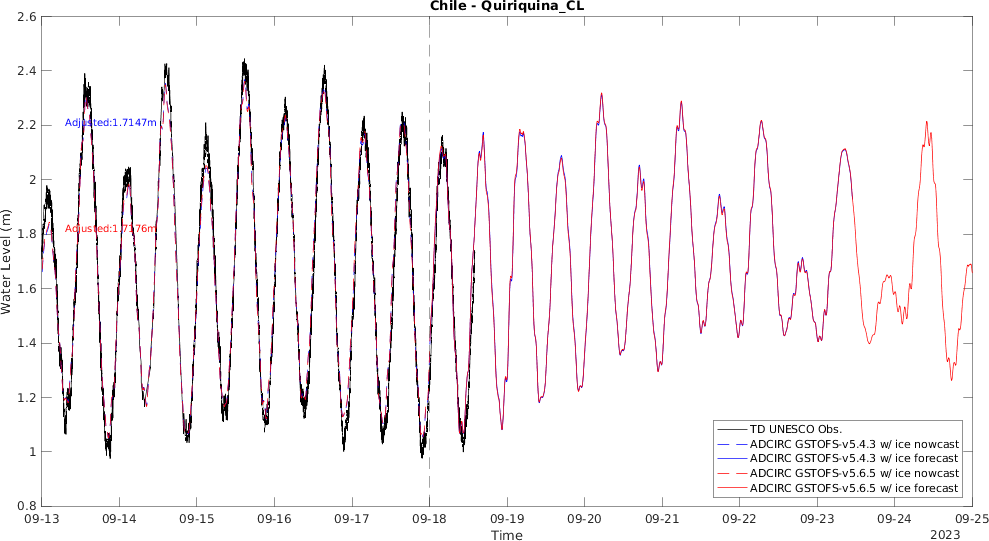 Chile - Quiriquina_CL
2.6
2.4
2.2
2
1.8
1.6
1.4
1.2
1
0.8
Water Level (m)
Adjusted:1.7147m
Adjusted:1.7176m
TD UNESCO Obs.
ADCIRC GSTOFS-v5.4.3 w/ ice nowcast
ADCIRC GSTOFS-v5.4.3 w/ ice forecast
ADCIRC GSTOFS-v5.6.5 w/ ice nowcast
ADCIRC GSTOFS-v5.6.5 w/ ice forecast
09-13 09-14 09-15 09-16 09-17 09-18 09-19 09-20 09-21 09-22 09-23 09-24 09-25
Time
2023